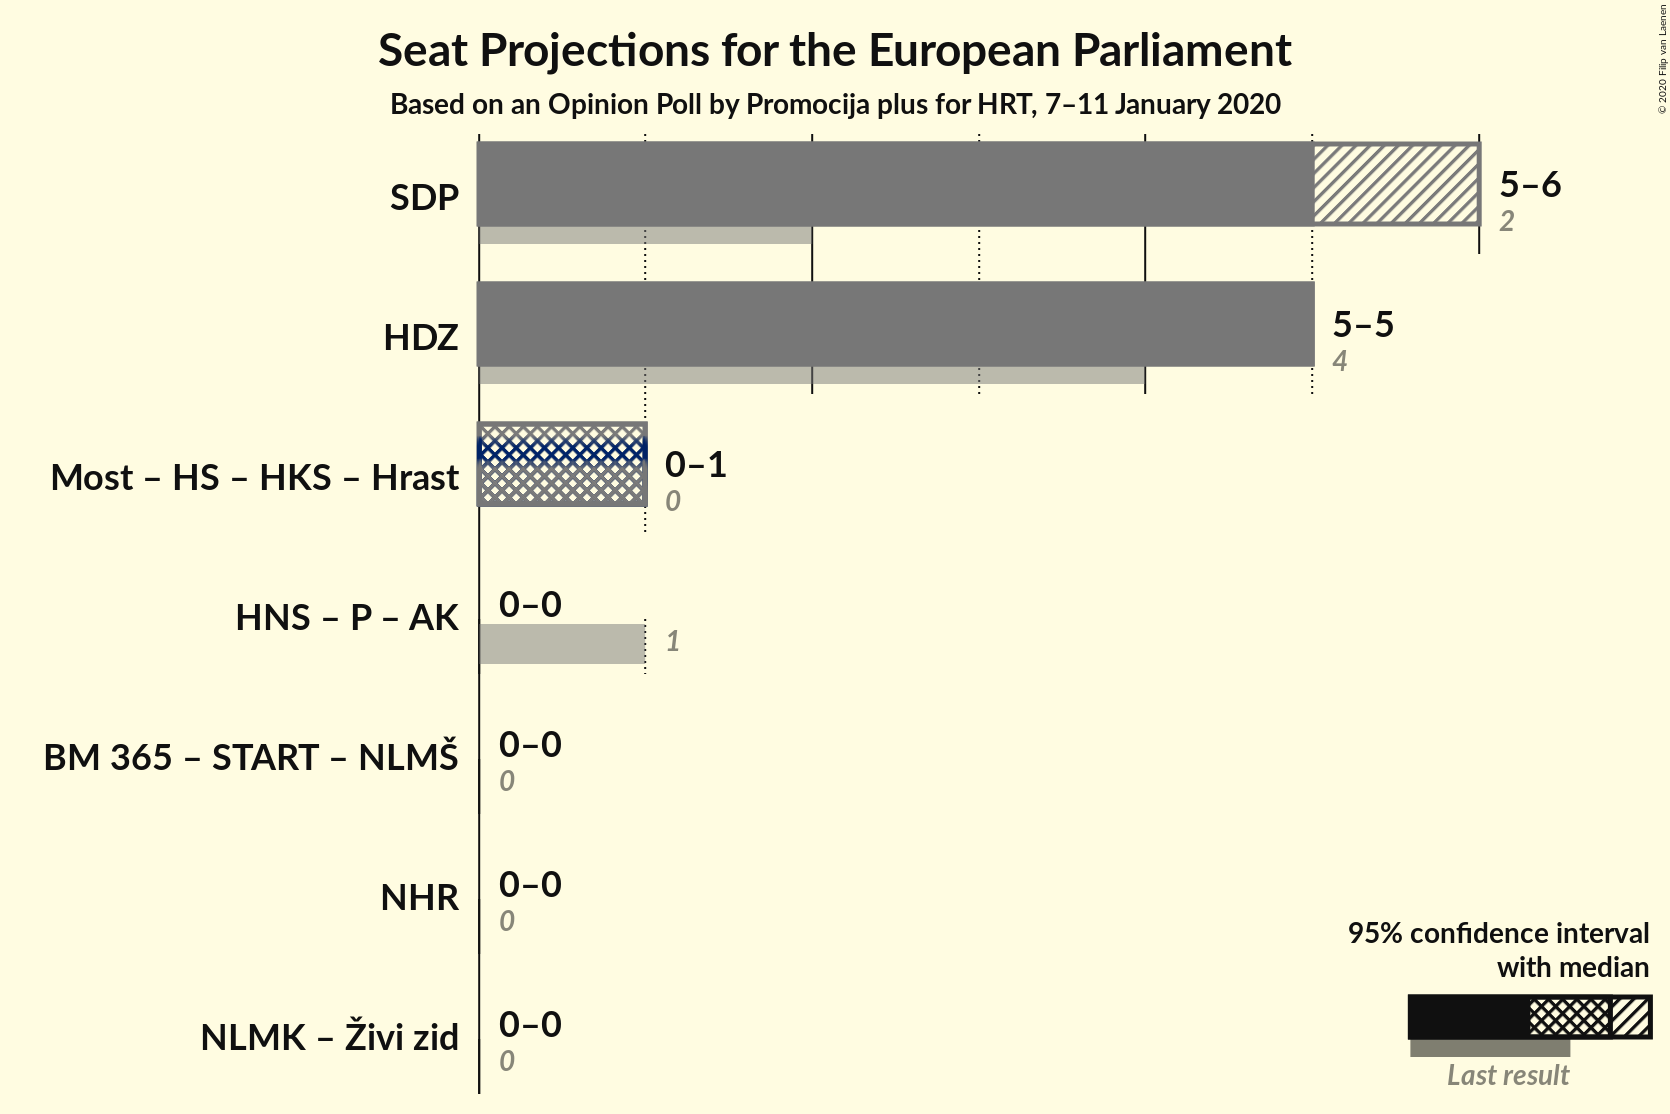 Seat Projections for the European Parliament
Based on an Opinion Poll by Promocija plus for HRT, 7–11 January 2020
© 2020 Filip van Laenen
SDP
5–6
2
HDZ
5–5
4
Most – HS – HKS – Hrast
0–1
0
HNS – P – AK
0–0
1
BM 365 – START – NLMŠ
0–0
0
NHR
0–0
0
NLMK – Živi zid
0–0
0
95% confidence interval
with median
Last result